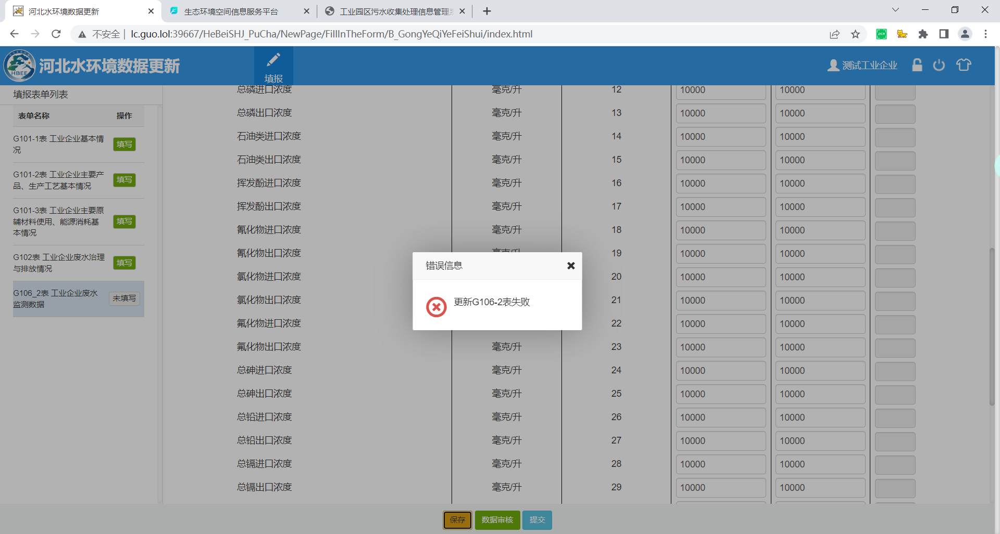 河北水环境数据更新
生态环境空间信息服务平台
工业园区污水收集处理信息管理
不安全 lc.guo.lol:39667/HeBeiSHJ_PuCha/NewPage/FillInTheForm/B_GongYeQiYeFeiShui/index.html
HBEE
河北水环境数据更新
填报
测试工业企业
填报表单列表
表单名称 操作
G101-1表 工业企业基本情
况
填写
G101-2表 工业企业主要产
品、生产工艺基本情况
填写
G101-3表 工业企业主要原
辅材料使用、能源消耗基
本情况
填写
G102表 工业企业废水治理
与排放情况
填写
G106_2表 工业企业废水
监测数据
未填写
总磷进口浓度 毫克/升 12 10000 10000
总磷出口浓度 毫克/升 13 10000 10000
石油类进口浓度 毫克/升 14 10000 10000
石油类出口浓度 毫克/升 15 10000 10000
挥发酚进口浓度 毫克/升 16 10000 10000
挥发酚出口浓度 毫克/升 17 10000 10000
氰化物进口浓度 毫克/升 18 10000 10000
氰化物出口浓度 19 10000 10000
氯化物进口浓度 20 10000 10000
氯化物出口浓度 21 10000 10000
氟化物进口浓度 22 10000 10000
氟化物出口浓度 毫克/升 23 10000 10000
总砷进口浓度 毫克/升 24 10000 10000
总砷出口浓度 毫克/升 25 10000 10000
总铅进口浓度 毫克/升 26 10000 10000
总铅出口浓度 毫克/升 27 10000 10000
总镉进口浓度 毫克/升 28 10000 10000
总镉出口浓度 毫克/升 29 10000 10000
错误信息
更新G106-2表失败
保存 数据审核 提交